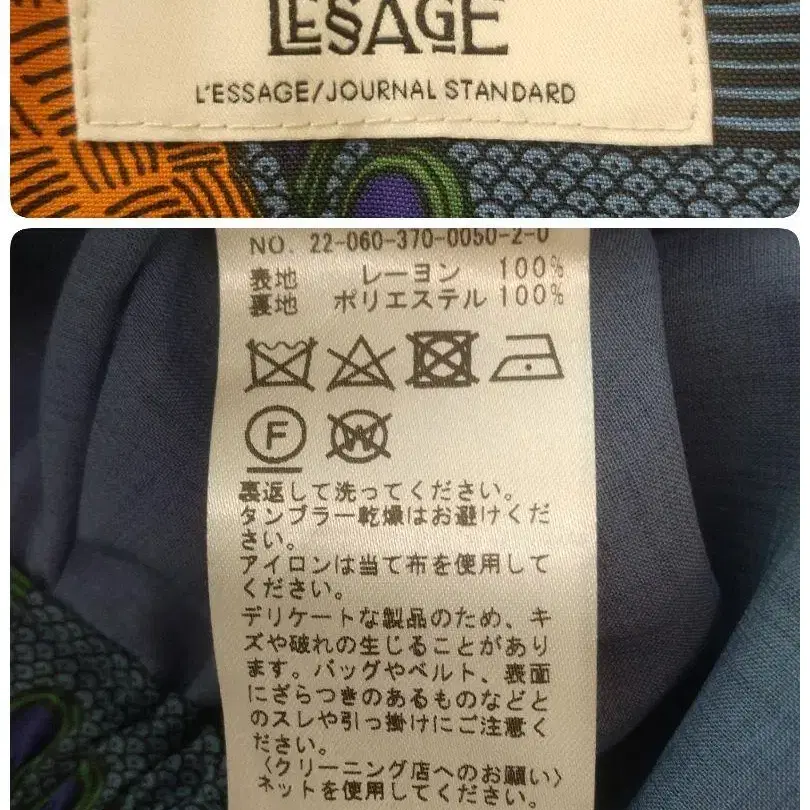 L'ESSAGE
L'ESSAGE/JOURNAL STANDARD
NO. 22-060-370-0050-2-0
表地 レーヨン 100%
裏地 ポリエステル 100%
F
W
裏返して洗ってください。
タンブラー乾燥はお避けくだ
さい。
アイロンは当て布を使用して
ください。
デリケートな製品のため、キ
ズや破れの生じることがあり
ます。バッグやベルト、表面
にざらつきのあるものなどと
のスレや引っ掛けにご注意く
ださい。
〈クリーニング店へのお願い〉
ネットを使用してください。